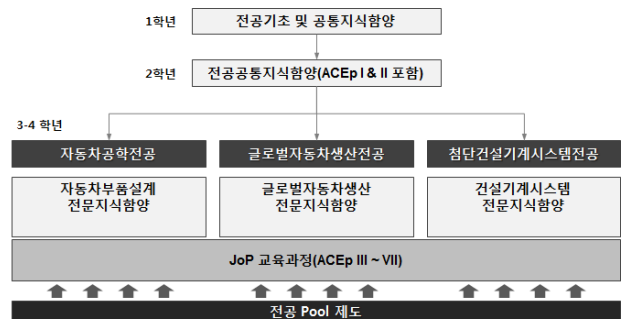 1학년
전공기초 및 공통지식함양
2학년
전공공통지식함양(ACEp I & II 포함)
3-4 학년
자동차공학전공
글로벌자동차생산전공
첨단건설기계시스템전공
자동차부품설계
전문지식함양
글로벌자동차생산
전문지식함양
건설기계시스템
전문지식함양
JoP 교육과정(ACEp III ~ VII)
전공 Pool 제도